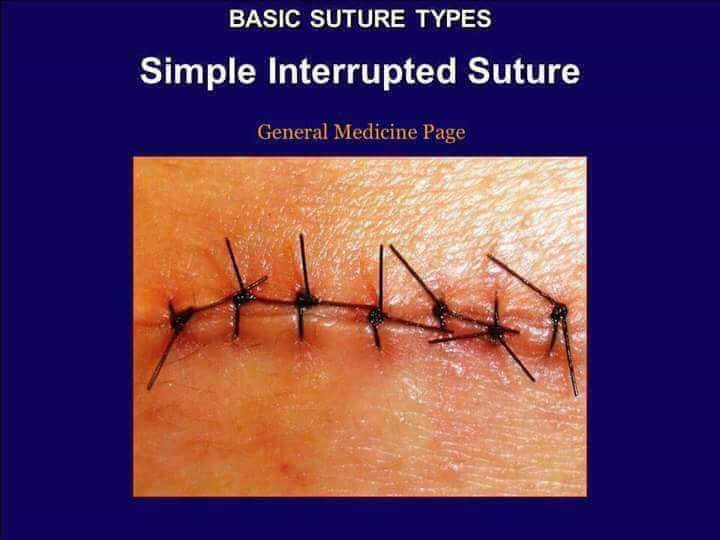 BASIC SUTURE TYPES
Simple Interrupted Suture
General Medicine Page